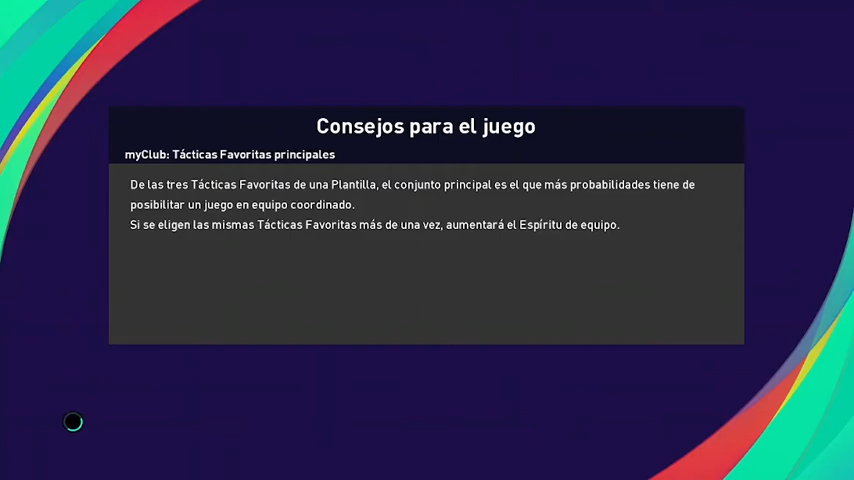 Consejos para el juego
myClub: Tácticas Favoritas principales
De las tres Tácticas Favoritas de una Plantilla, el conjunto principal es el que más probabilidades tiene de
posibilitar un juego en equipo coordinado.
Si se eligen las mismas Tácticas Favoritas más de una vez, aumentará el Espíritu de equipo.